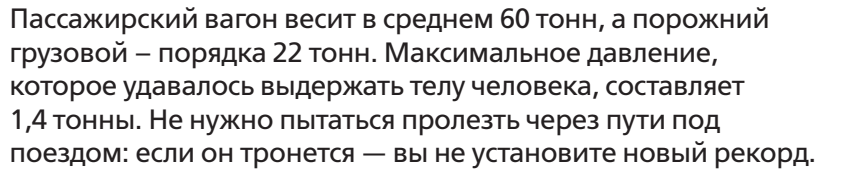 Пассажирский вагон весит в среднем 60 тонн, а порожний
грузовой – порядка 22 тонн. Максимальное давление,
которое удавалось выдержать телу человека, составляет
1,4 тонны. Не нужно пытаться пролезть через пути под
поездом: если он тронется — вы не установите новый рекорд.